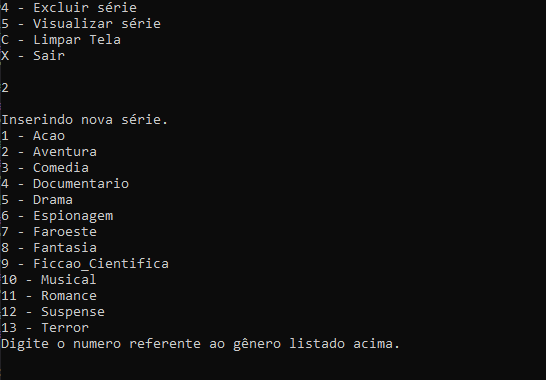 4 - Excluir série
5 - Visualizar série
C - Limpar Tela
X - Sair
2
Inserindo nova série.
1 - Acao
2 - Aventura
3 - Comedia
4 - Documentario
5 - Drama
6 - Espionagem
7 - Faroeste
8 - Fantasia
9 - Ficcao_Cientifica
10 - Musical
11 - Romance
12 - Suspense
13 - Terror
Digite o numero referente ao gênero listado acima.